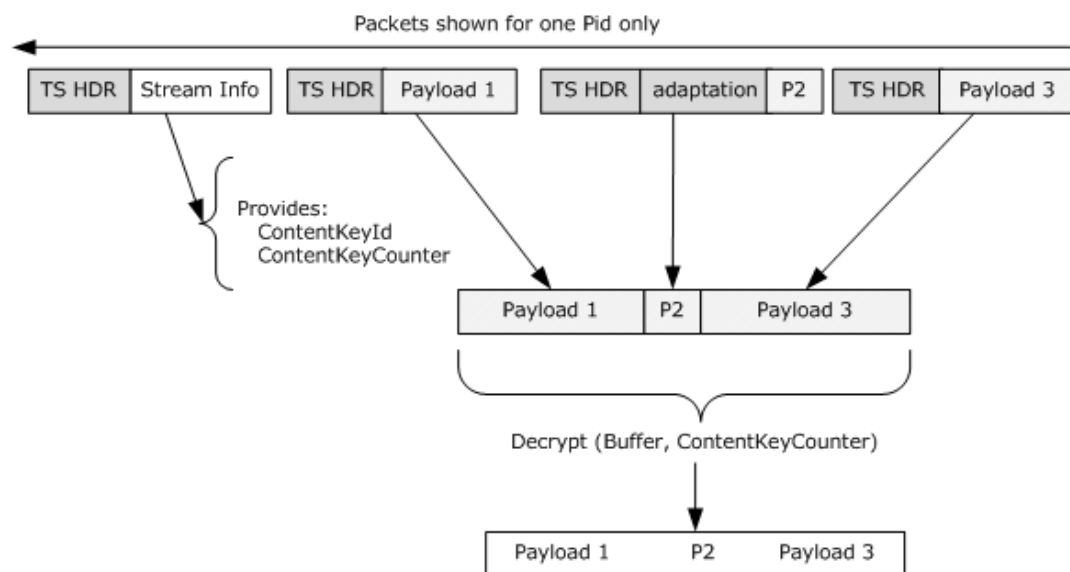 Packets shown for one Pid only
TS HDR Stream Info TS HDR Payload 1 TS HDR adaptation P2 TS HDR Payload 3
Provides:
ContentKeyId
ContentKeyCounter
Payload 1 P2 Payload 3
Decrypt (Buffer, ContentKeyCounter)
Payload 1 P2 Payload 3